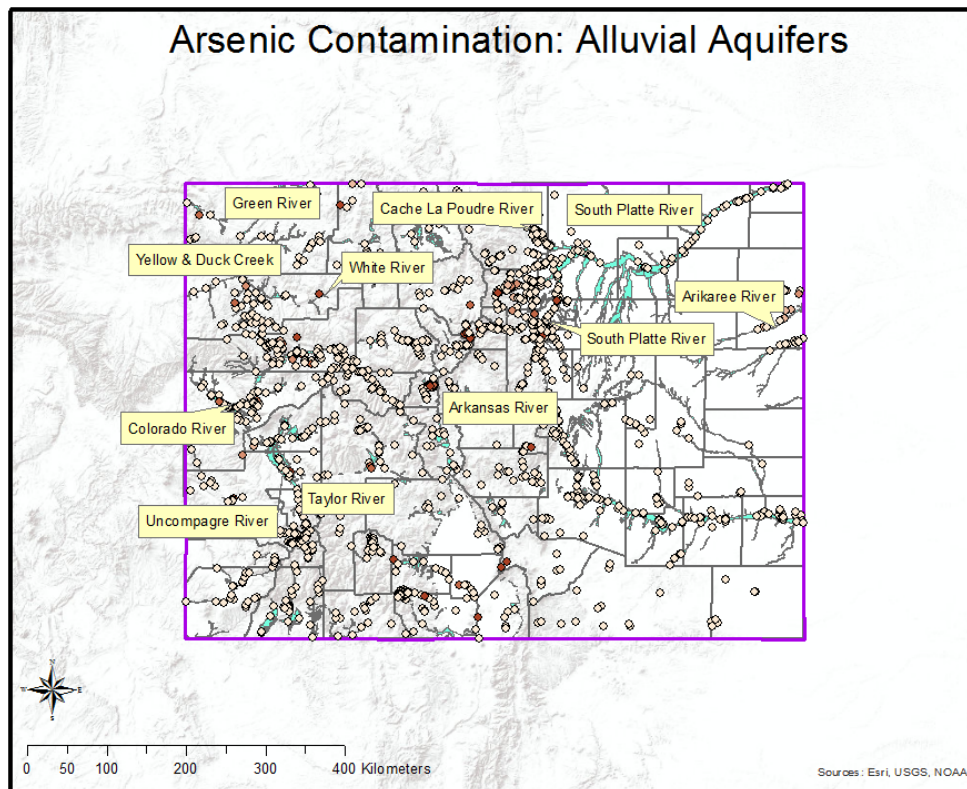 Arsenic Contamination: Alluvial Aquifers
Green River
Cache La Poudre River
South Platte River
Yellow & Duck Creek
White River
Arikaree River
South Platte River
Colorado River
Arkansas River
Taylor River
Uncompagre River
N
W E
S
0 50 100 200 300 400 Kilometers
Sources: Esri, USGS, NOAA